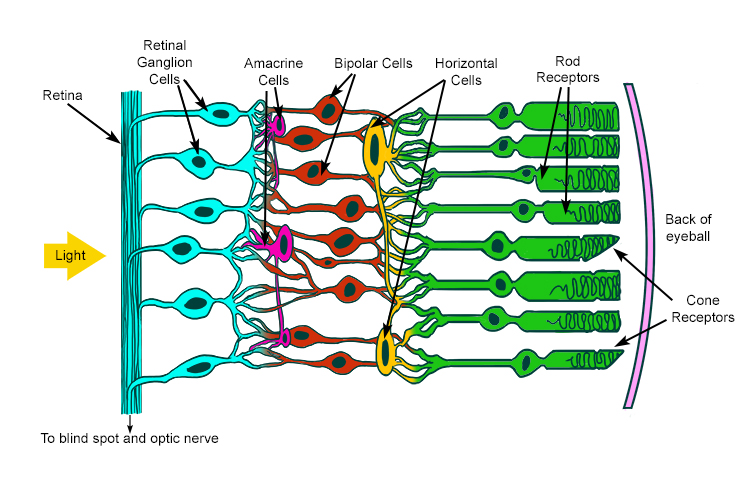 Retinal
Ganglion
Cells
Amacrine
Cells
Bipolar Cells
Horizontal
Cells
Rod
Receptors
Retina
Back of
eyeball
Light
Cone
Receptors
To blind spot and optic nerve